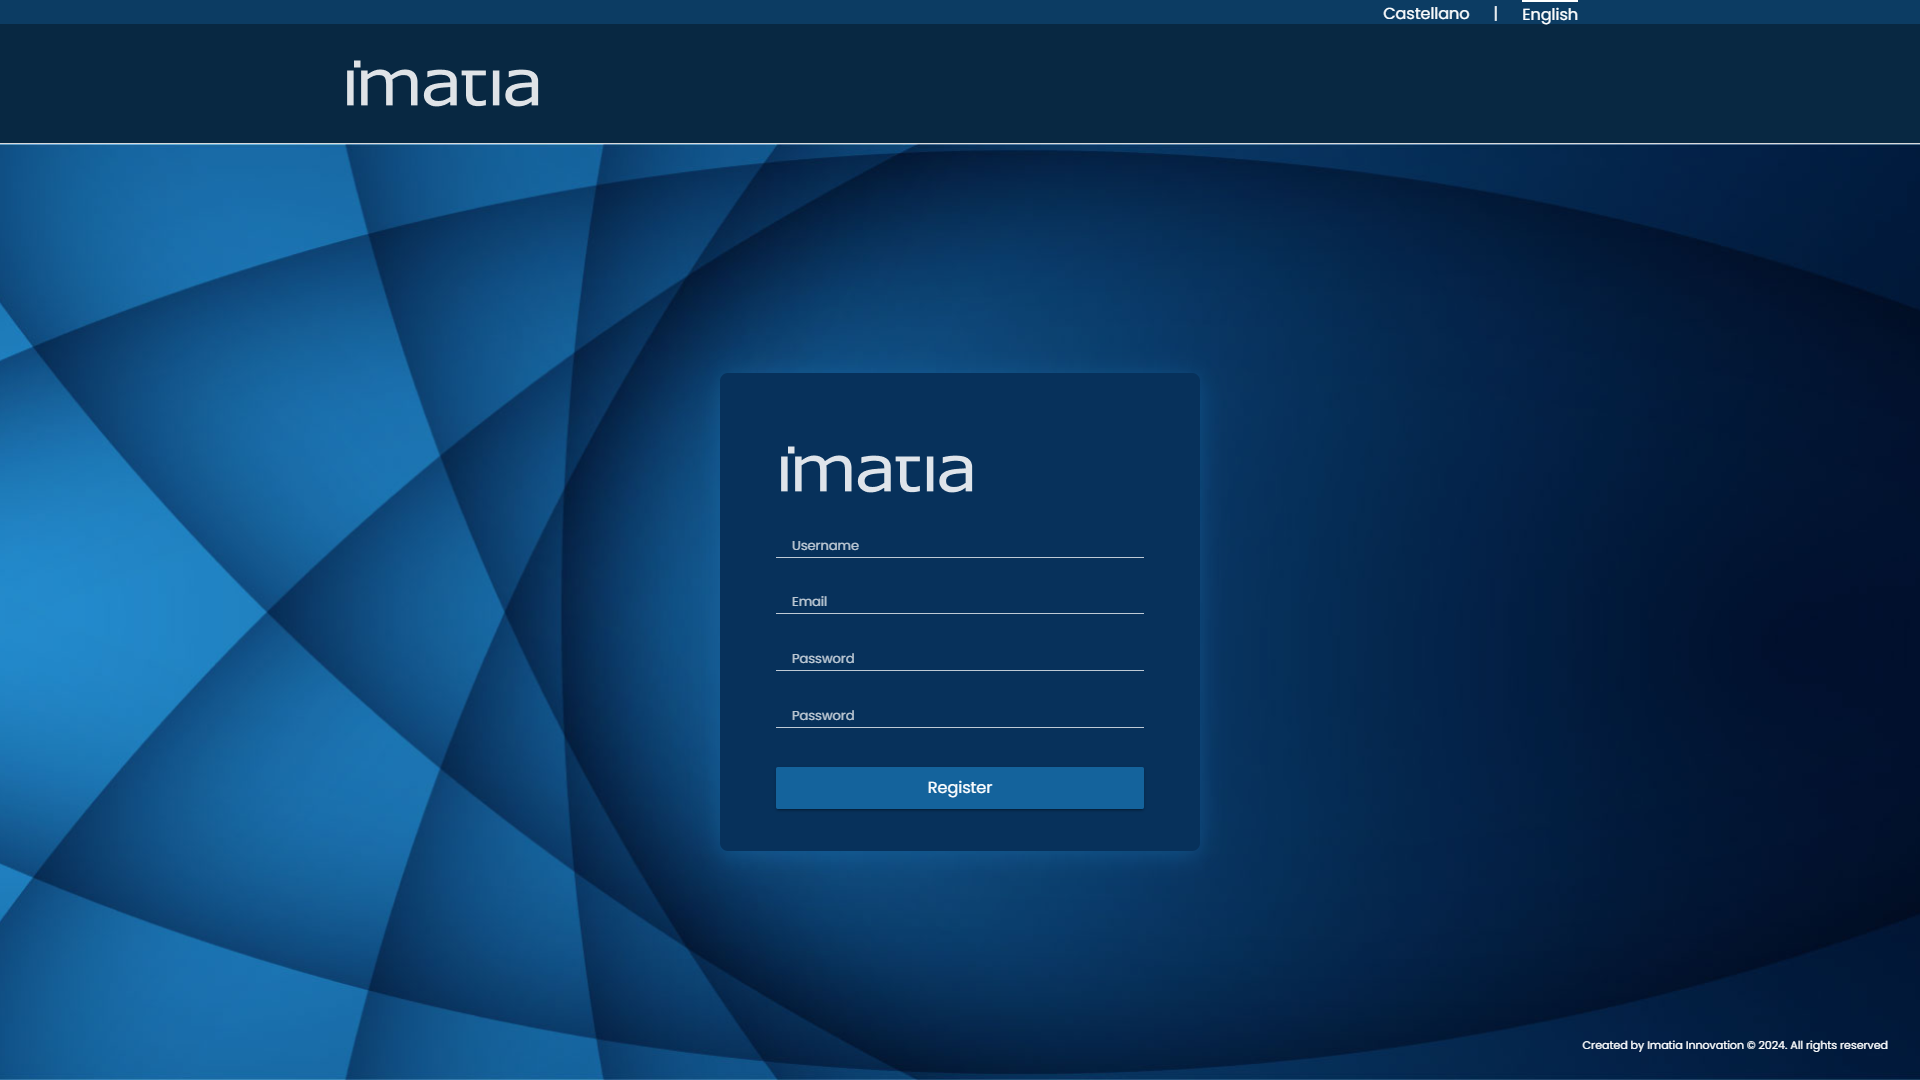 Castellano | English
imatia
imatia
Username
Email
Password
Password
Register
Created by Imatia Innovation © 2024. All rights reserved